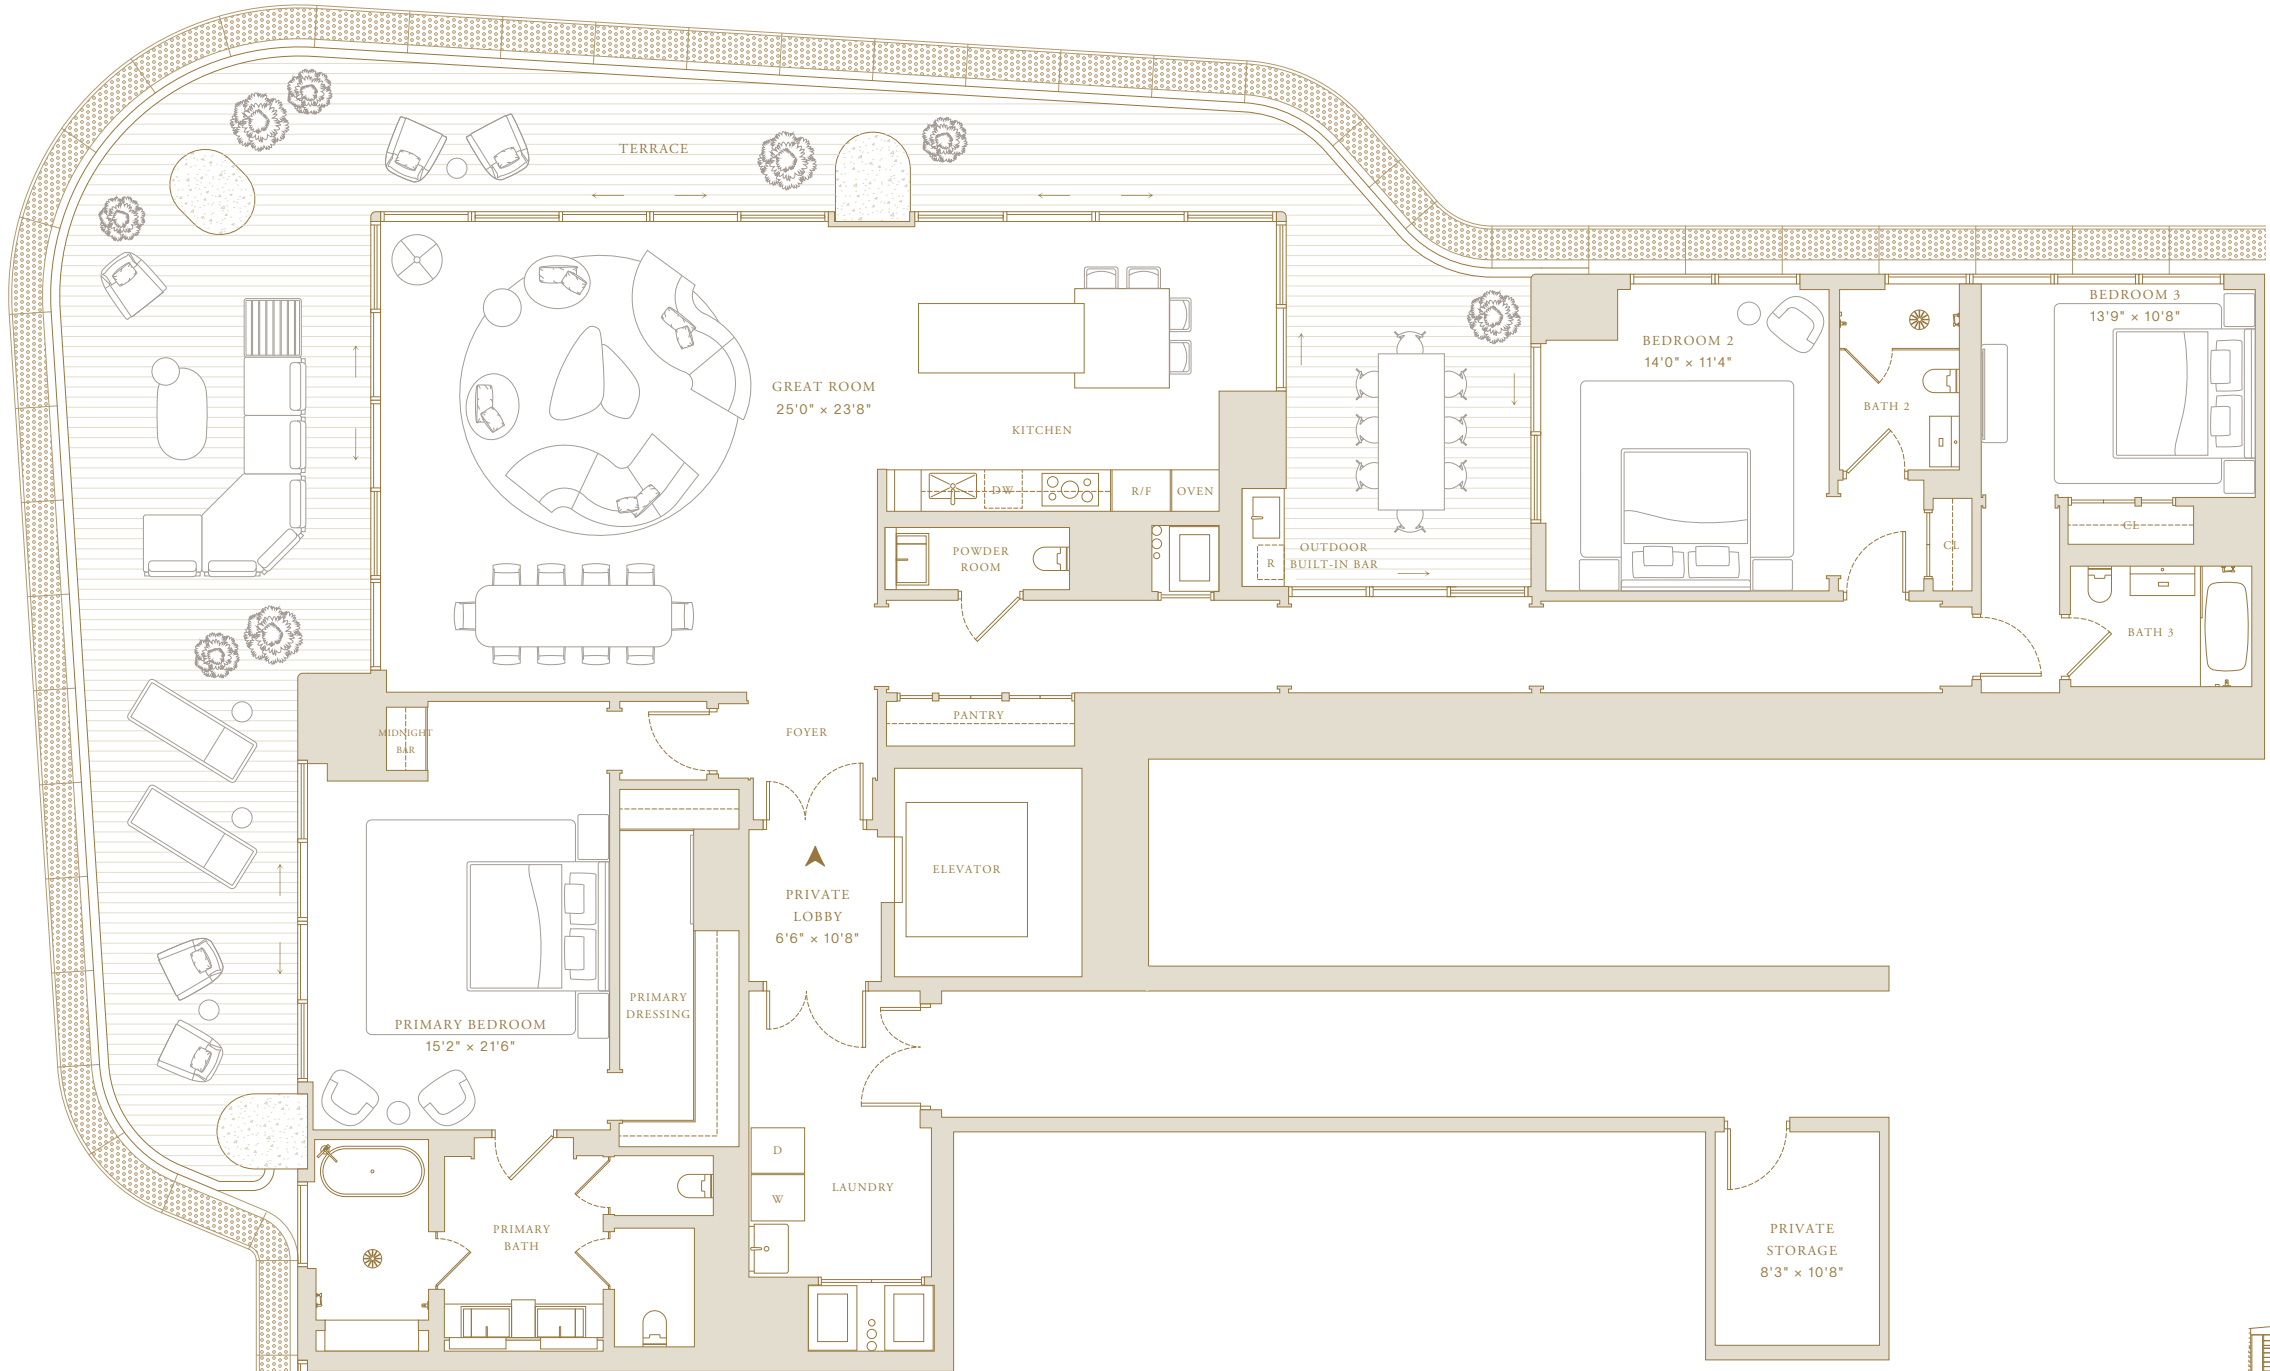 TERRACE
BEDROOM 3
13'9" × 10'8"
BEDROOM 2
14'0" × 11'4"
GREAT ROOM
25'0" × 23'8"
BATH 2
KITCHEN
DW
R/F
OVEN
CL
CL
OUTDOOR
BUILT-IN BAR
R
POWDER
ROOM
BATH 3
PANTRY
FOYER
MIDNIGHT
BAR
ELEVATOR
PRIVATE
LOBBY
6'6" × 10'8"
PRIMARY
DRESSING
PRIMARY BEDROOM
15'2" × 21'6"
D
W
LAUNDRY
PRIMARY
BATH
PRIVATE
STORAGE
8'3" × 10'8"